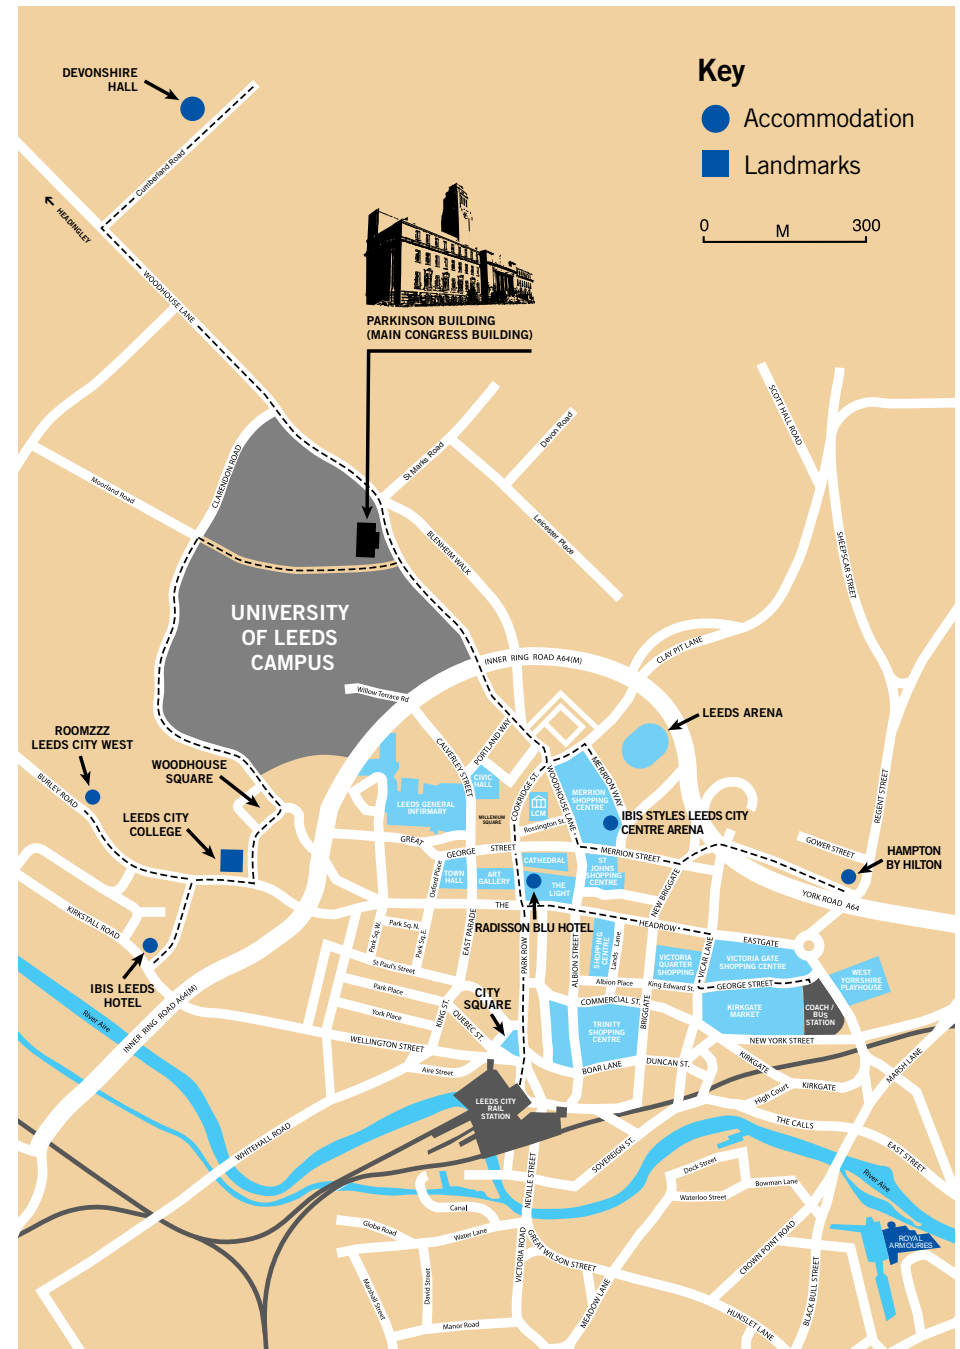 DEVONSHIRE
HALL
Key
Accommodation
Landmarks
0
M
300
Cumberland Road
HEADINGLEY
WOODHOUSE LANE
PARKINSON BUILDING
(MAIN CONGRESS BUILDING)
SCOTT HALL ROAD
CLARENDON ROAD
St Marks Road
Devon Road
Moorland Road
Leicester Place
BLENHEIM WALK
SHEEPSCAR STREET
UNIVERSITY
OF LEEDS
CAMPUS
INNER RING ROAD A64(M)
CLAY PIT LANE
Willow Terrace Rd
LEEDS ARENA
ROOMZZZ
LEEDS CITY WEST
WOODHOUSE
SQUARE
BURLEY ROAD
LEEDS CITY
COLLEGE
CALVERLEY STREET
PORTLAND WAY
CIVIC
HALL
COOKRIDGE ST.
WOODHOUSE LANE
MERRION WAY
MERRION
SHOPPING
CENTRE
LEEDS GENERAL
INFIRMARY
MILLENIUM
SQUARE
LCM
Rossington St.
IBIS STYLES LEEDS CITY
CENTRE ARENA
REGENT STREET
GOWER STREET
HAMPTON
BY HILTON
YORK ROAD A64
GREAT
GEORGE
STREET
MERRION STREET
CATHEDRAL
ST
JOHNS
SHOPPING
CENTRE
TOWN
HALL
ART
GALLERY
THE
LIGHT
Oxford Place
NEW BRIGGATE
THE
HEADROW
RADISSON BLU HOTEL
EASTGATE
KIRKSTALL ROAD
IBIS LEEDS
HOTEL
Park Sq. W.
Park Sq. N.
Park Sq. E.
EAST PARADE
PARK ROW
ALBION STREET
SHOPPING
CENTRE
Lands Lane
VICTORIA
QUARTER
SHOPPING
VICAR LANE
VICTORIA GATE
SHOPPING CENTRE
WEST
YORKSHIRE
PLAYHOUSE
St Paul's Street
Park Place
York Place
KING ST.
QUEBEC ST.
CITY
SQUARE
Albion Place
King Edward St.
GEORGE STREET
COMMERCIAL ST.
BRIGGATE
KIRKGATE
MARKET
COACH /
BUS
STATION
TRINITY
SHOPPING
CENTRE
NEW YORK STREET
INNER RING ROAD A64(M)
River Aire
WELLINGTON STREET
Aire Street
BOAR LANE
DUNCAN ST.
KIRKGATE
KIRKGATE
High Court
MARSH LANE
LEEDS CITY
RAIL
STATION
THE CALLS
EAST STREET
WHITEHALL ROAD
SOVEREIGN ST.
NEVILLE STREET
Dock Street
Bowman Lane
Waterloo Street
River Aire
Canal
Globe Road
Water Lane
VICTORIA ROAD
GREAT WILSON STREET
CROWN POINT ROAD
ROYAL
ARMOURIES
Marshall Street
David Street
Manor Road
MEADOW LANE
HUNSLET LANE
BLACK BULL STREET